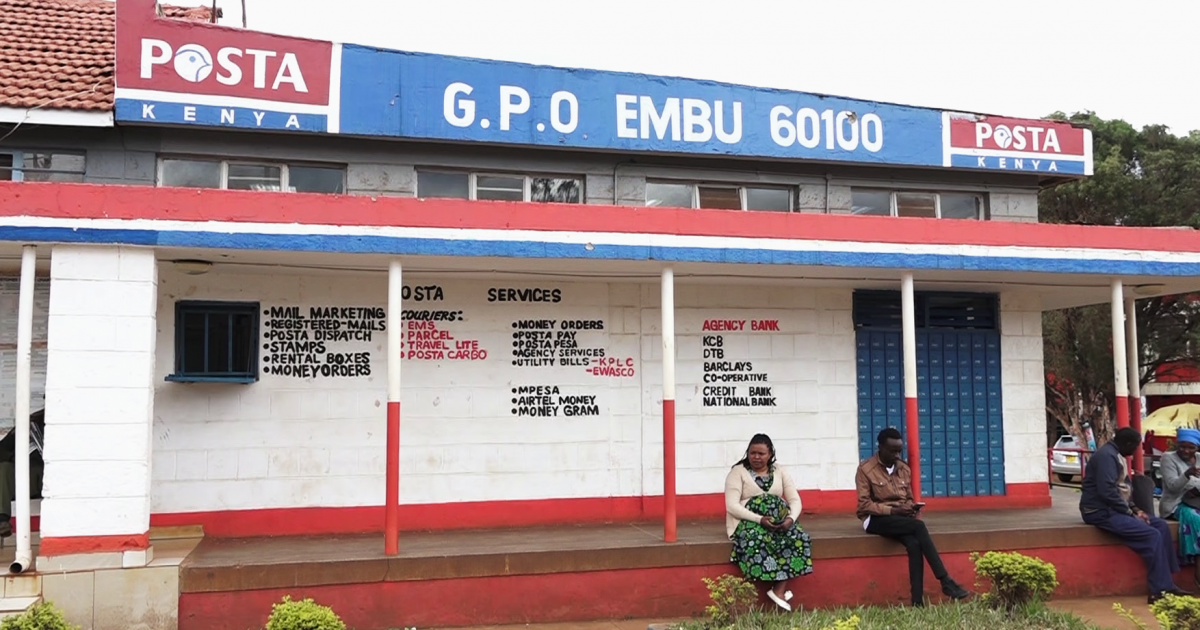 POSTA
KENYA
G.P.O EMBU 60100
POSTA
KENYA
OSTA SERVICES
•MAIL MARKETING
•REGISTERED-MAILS
•POSTA DISPATCH
•STAMPS
•RENTAL BOXES
•MONEYORDERS
COURIERS:
•EMS
•PARCEL
•TRAVEL LITE
•POSTA CARGO
•MONEY ORDERS
•POSTA PAY
•POSTA PESA
•AGENCY SERVICES
•UTILITY BILLS-KPLC
-EWASCO
•MPESA
•AIRTEL MONEY
•MONEY GRAM
AGENCY BANK
KCB
DTB
BARCLAYS
CO-OPERATIVE
CREDIT BANK
NATIONAL BANK